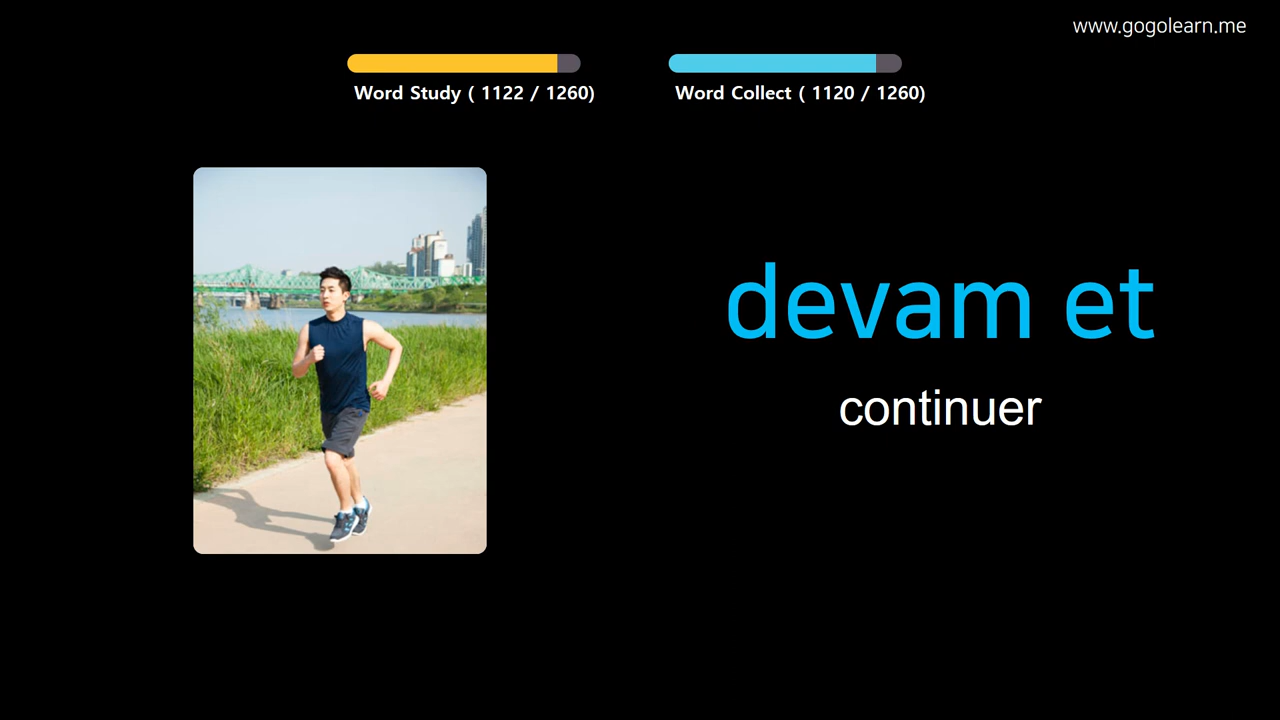 www.gogolearn.me
Word Study ( 1122 / 1260)
Word Collect ( 1120 / 1260)
devam et
continuer